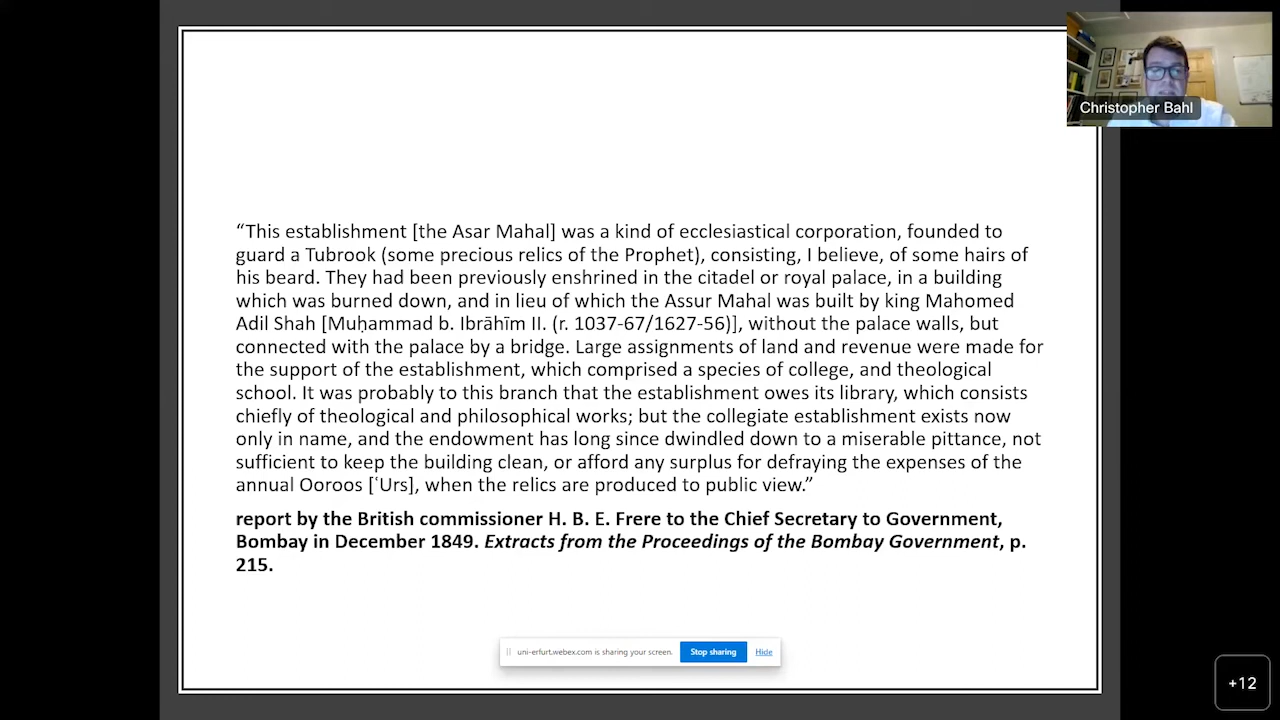 Christopher Bahl
“This establishment [the Asar Mahal] was a kind of ecclesiastical corporation, founded to
guard a Tubrook (some precious relics of the Prophet), consisting, I believe, of some hairs of
his beard. They had been previously enshrined in the citadel or royal palace, in a building
which was burned down, and in lieu of which the Assur Mahal was built by king Mahomed
Adil Shah [Muḥammad b. Ibrāhīm II. (r. 1037-67/1627-56)], without the palace walls, but
connected with the palace by a bridge. Large assignments of land and revenue were made for
the support of the establishment, which comprised a species of college, and theological
school. It was probably to this branch that the establishment owes its library, which consists
chiefly of theological and philosophical works; but the collegiate establishment exists now
only in name, and the endowment has long since dwindled down to a miserable pittance, not
sufficient to keep the building clean, or afford any surplus for defraying the expenses of the
annual Ooroos [ʿUrs], when the relics are produced to public view.”
report by the British commissioner H. B. E. Frere to the Chief Secretary to Government,
Bombay in December 1849. Extracts from the Proceedings of the Bombay Government, p.
215.
uni-erfurt.webex.com is sharing your screen. Stop sharing Hide
+12